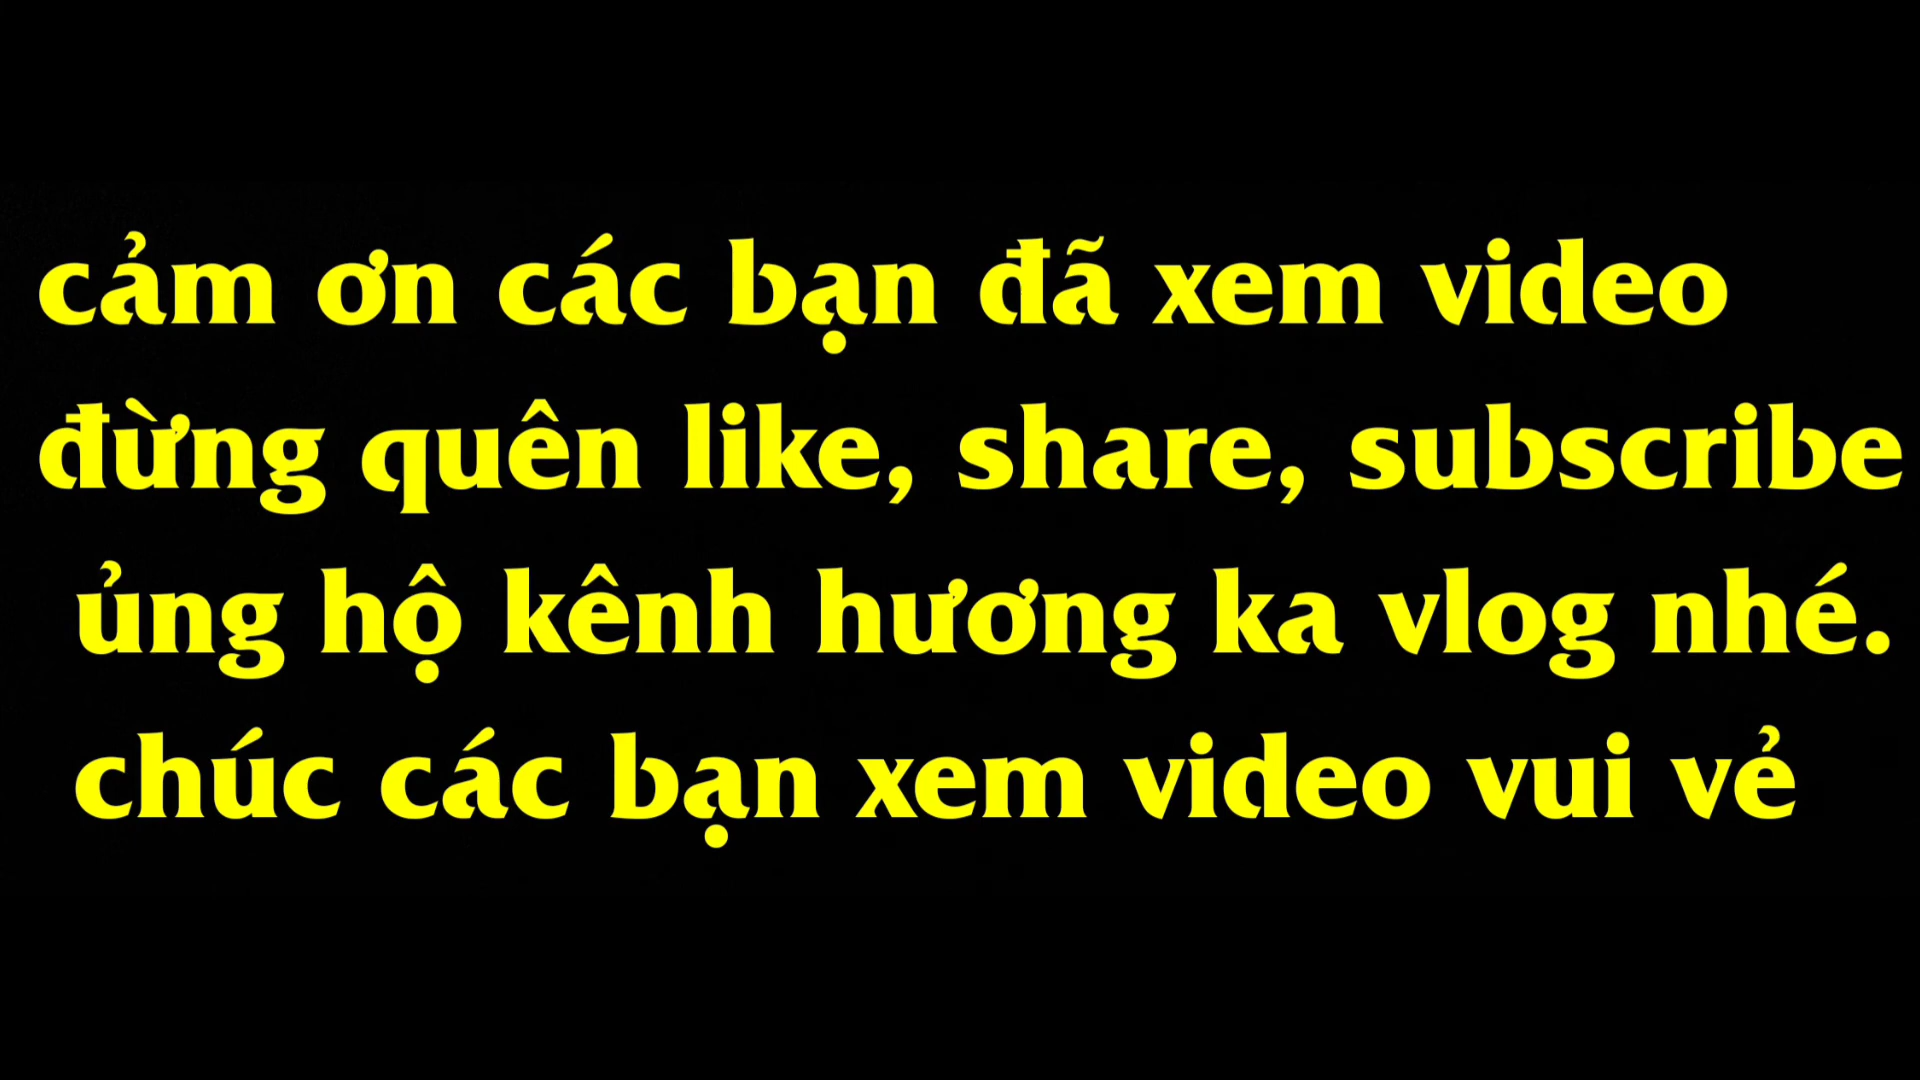 cảm ơn các bạn đã xem video
đừng quên like, share, subscribe
ủng hộ kênh hương ka vlog nhé.
chúc các bạn xem video vui vẻ